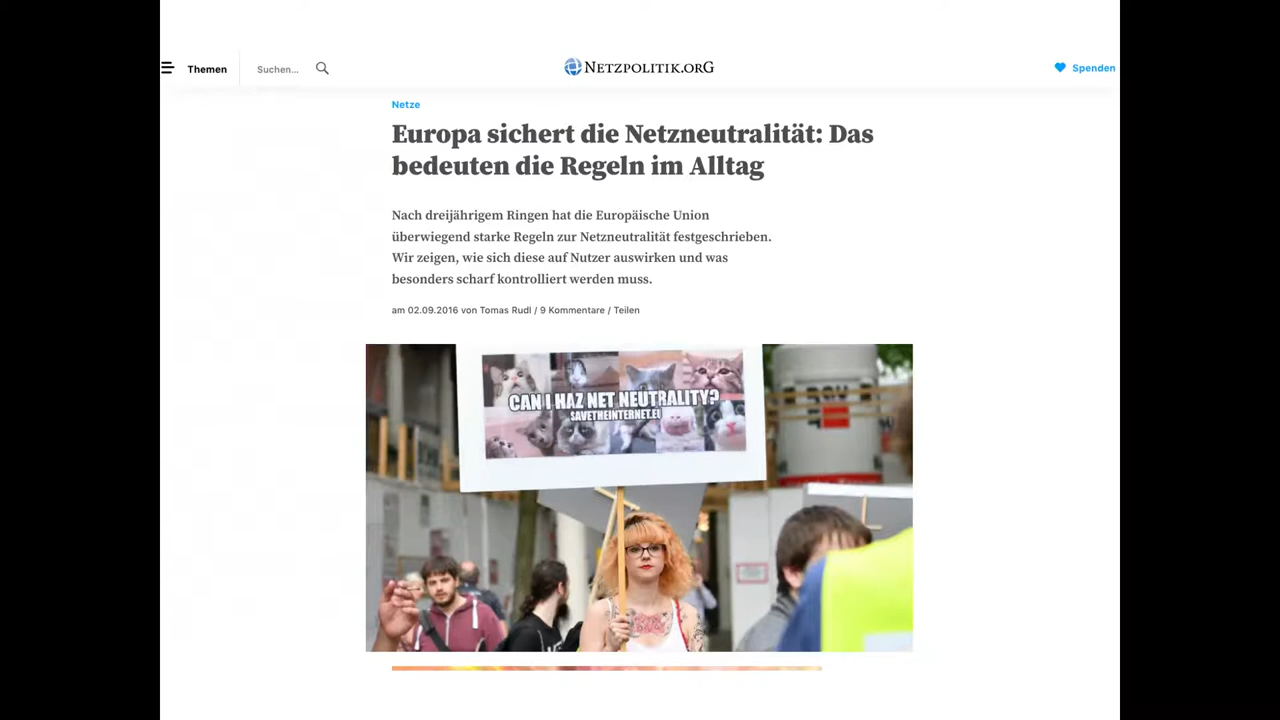 Themen
Suchen...
NETZPOLITIK.ORG
Spenden
Netze
Europa sichert die Netzneutralität: Das
bedeuten die Regeln im Alltag
Nach dreijährigem Ringen hat die Europäische Union
überwiegend starke Regeln zur Netzneutralität festgeschrieben.
Wir zeigen, wie sich diese auf Nutzer auswirken und was
besonders scharf kontrolliert werden muss.
am 02.09.2016 von Tomas Rudl / 9 Kommentare / Teilen
CAN I HAZ NET NEUTRALITY?
SAVETHEINTERNET.EU